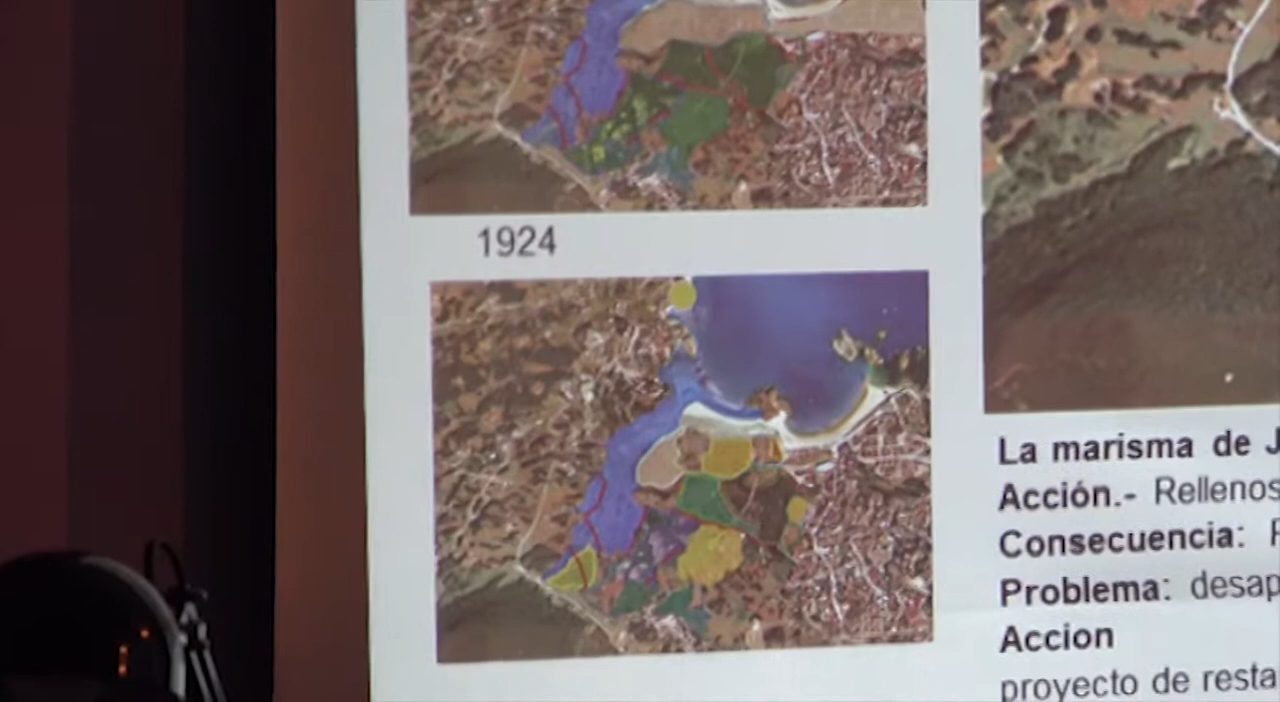 1924
La marisma de J
Acción.- Rellenos
Consecuencia:
Problema: desap
Accion
proyecto de resta